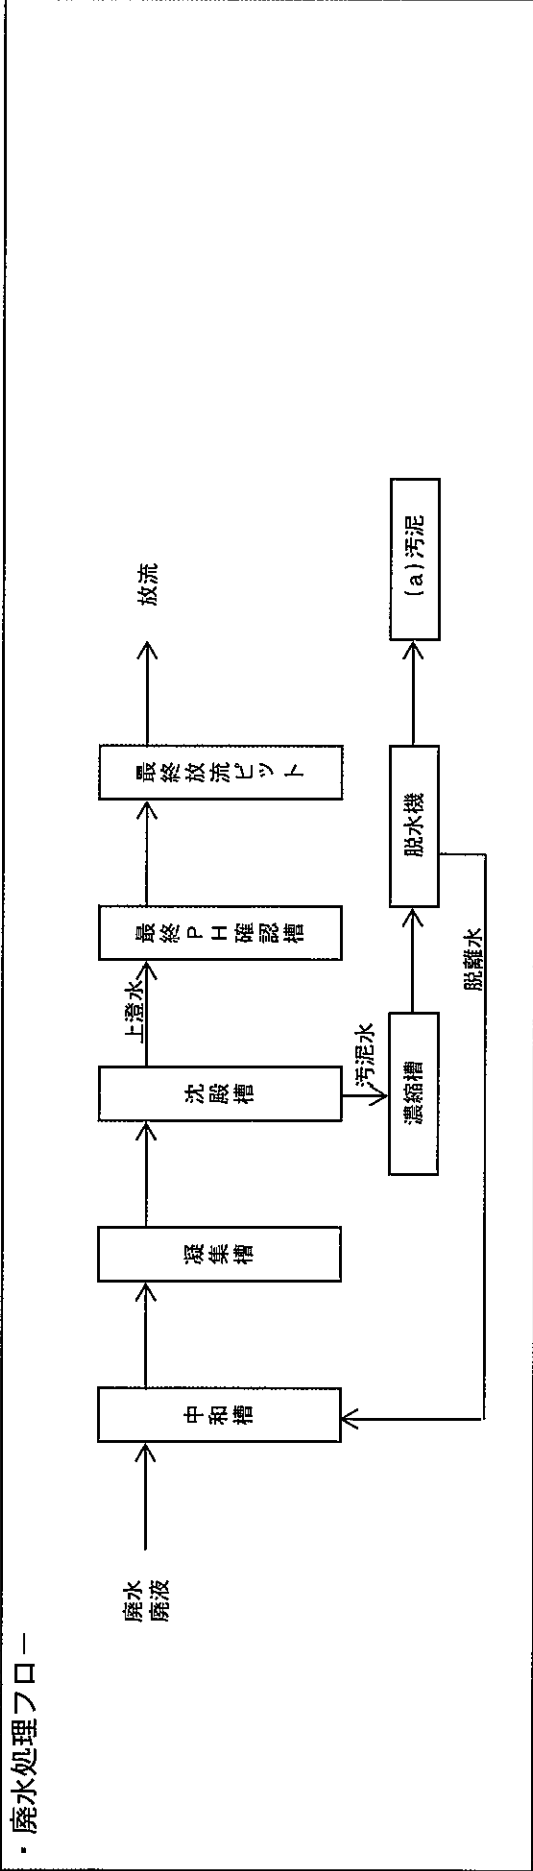 ・廃水処理フロー
廃水
廃液
中和槽
凝集槽
沈殿槽
上澄水
最終PH確認槽
最終放流ピット
放流
汚泥水
濃縮槽
脱水機
(a)汚泥
脱離水